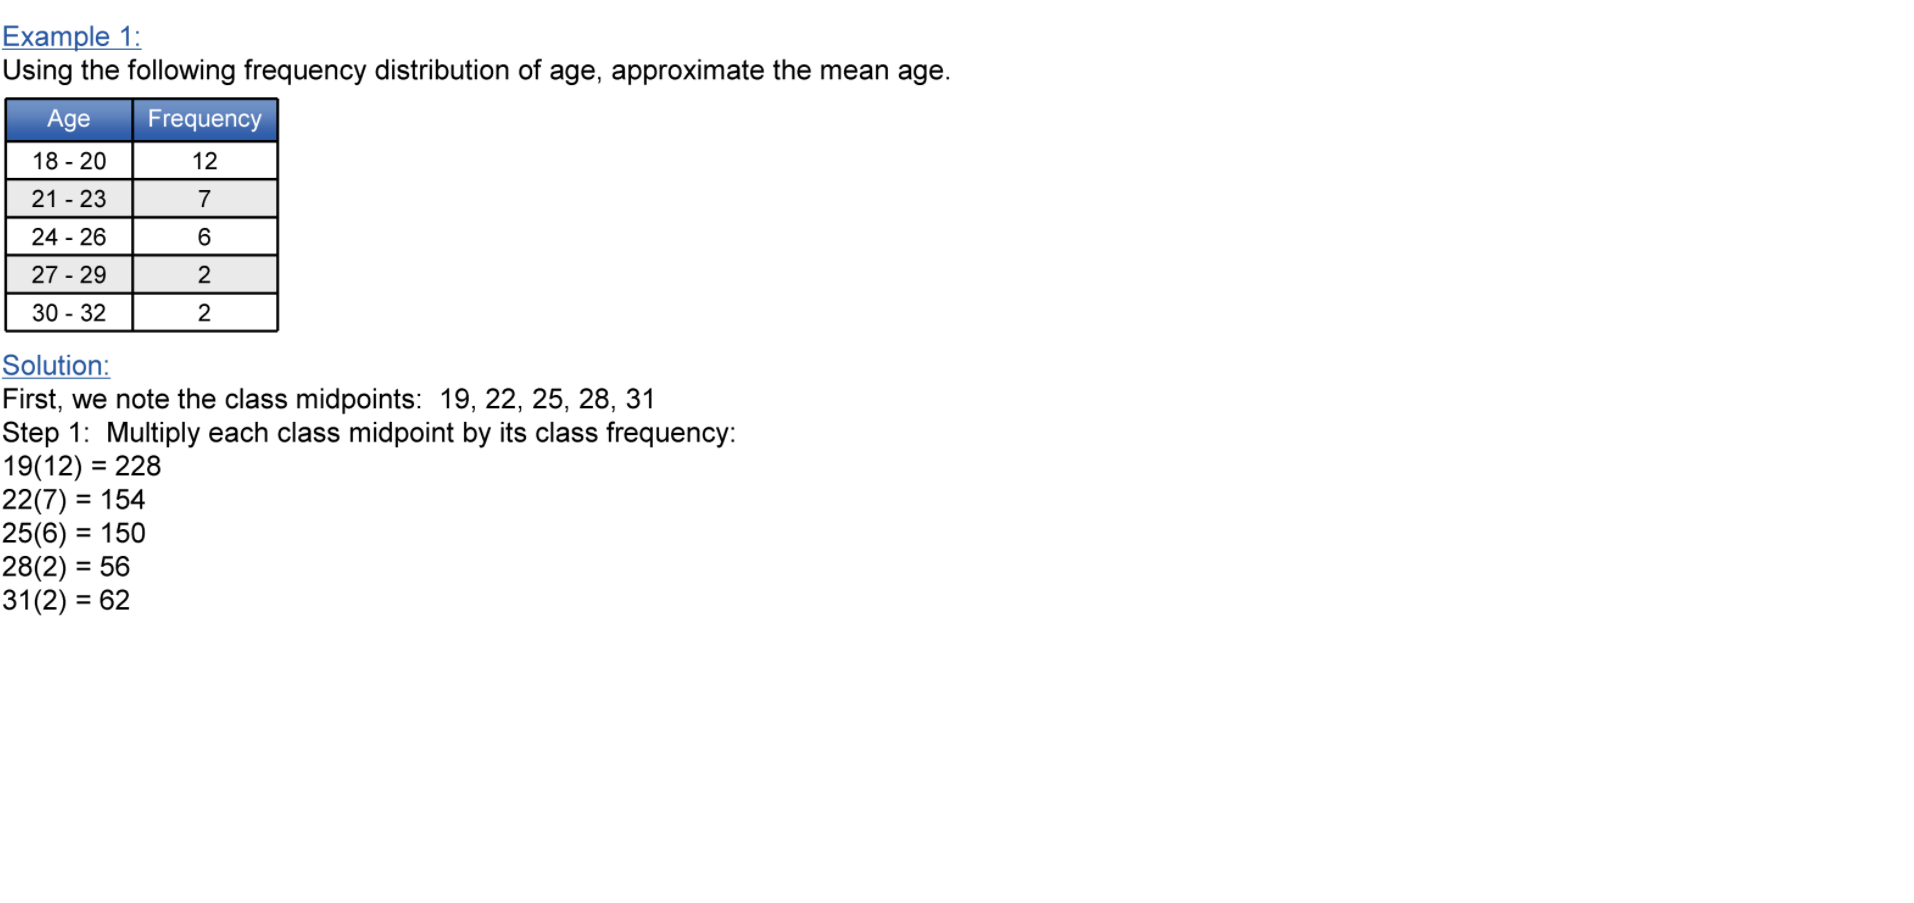 Example 1:
Using the following frequency distribution of age, approximate the mean age.
Age Frequency
18 - 20 12
21 - 23 7
24 - 26 6
27 - 29 2
30 - 32 2
Solution:
First, we note the class midpoints:  19, 22, 25, 28, 31
Step 1:  Multiply each class midpoint by its class frequency:
19(12) = 228
22(7) = 154
25(6) = 150
28(2) = 56
31(2) = 62